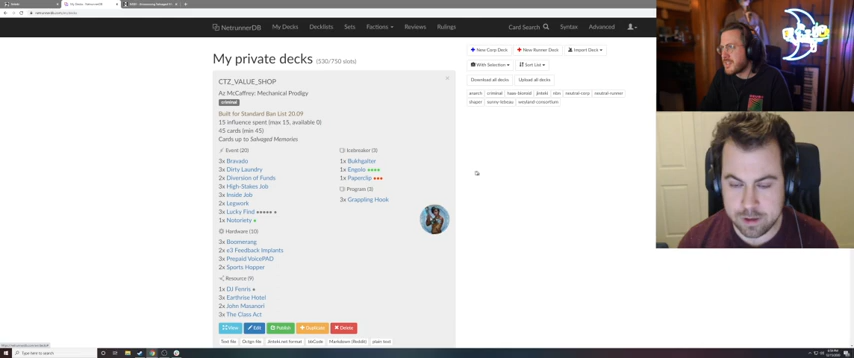 My Decks
Decklists
Sets
Factions
Reviews
Rulings
Card Search
Syntax
Advanced
NetrunnerDB
My private decks (530/750 slots)
New Corp Deck
New Runner Deck
Import Deck
With Selection
Sort List
Download all decks
Upload all decks
anarch
criminal
haas-bioroid
jinteki
nbn
neutral-corp
neutral-runner
shaper
sunny-lebeau
weyland-consortium
CTZ_VALUE_SHOP
Az McCaffrey: Mechanical Prodigy
criminal
Built for Standard Ban List 20.09
15 influence spent (max 15, available 0)
45 cards (min 45)
Cards up to Salvaged Memories
Event (20)
3x Bravado
3x Dirty Laundry
2x Diversion of Funds
3x High-Stakes Job
3x Inside Job
2x Legwork
3x Lucky Find
1x Notoriety
Hardware (10)
3x Boomerang
2x e3 Feedback Implants
3x Prepaid VoicePAD
2x Sports Hopper
Resource (9)
1x DJ Fenris
3x Earthrise Hotel
2x John Masanori
3x The Class Act
Icebreaker (3)
1x Bukhgalter
1x Engolo
1x Paperclip
Program (3)
3x Grappling Hook
View
Edit
Publish
Duplicate
Delete
Text file
Octgn file
Jinteki.net format
bbCode
Markdown (Reddit)
plain text
Type here to search